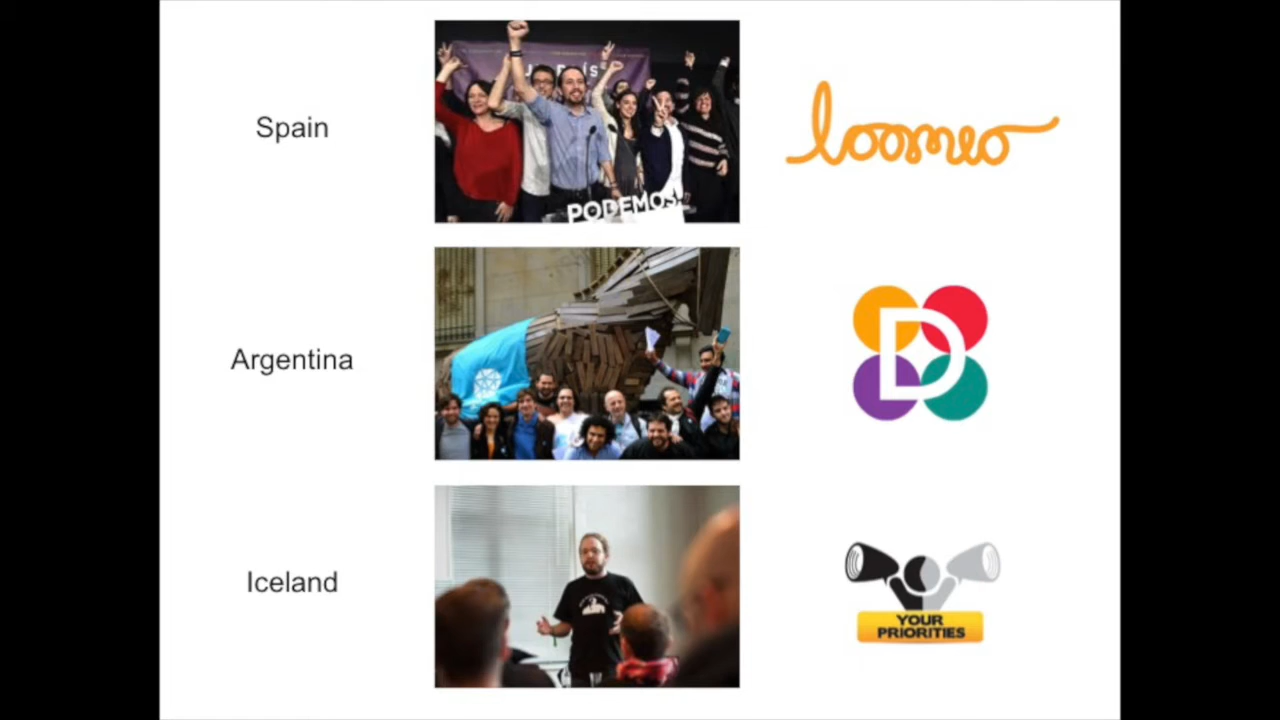 Spain
PODEMOS.
loomio
Argentina
D
Iceland
YOUR
PRIORITIES